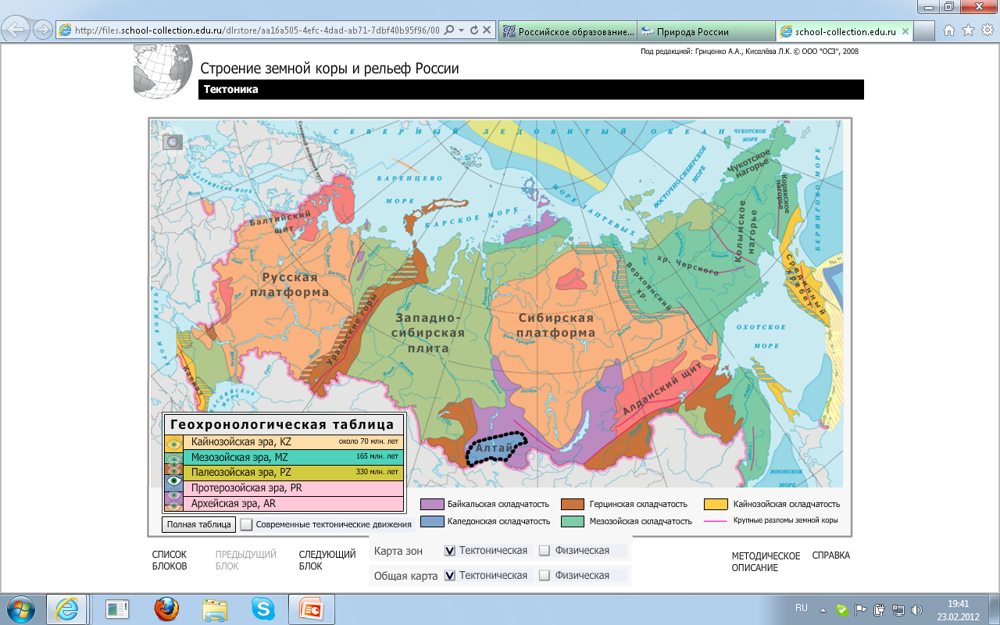 http://files.school-collection.edu.ru/dlrstore/aa16a505-4efc-4dad-ab71-7dbf40b95f96/00
Российское образование...
Природа России
school-collection.edu.ru
Под редакцией: Гриценко А.А., Киселёва Л.К. © ООО "ОС3", 2008
Строение земной коры и рельеф России
Тектоника
СЕВЕРНЫЙ ЛЕДОВИТЫЙ ОКЕАН
ЧУКОТСКОЕ
МОРЕ
Чукотское
нагорье
Корякское
нагорье
БЕРИНГОВО МОРЕ
ВОСТОЧНО-СИБИРСКОЕ
МОРЕ
МОРЕ ЛАПТЕВЫХ
БАРЕНЦЕВО
МОРЕ
КАРСКОЕ МОРЕ
Балтийский
щит
Колымское
нагорье
хр. Черского
Верхоянский
хр.
Срединный
хребет
Русская
платформа
Уральские горы
Западно-
сибирская
плита
Сибирская
платформа
ОХОТСКОЕ
МОРЕ
Алданский щит
Кавказ
Алтай
ЯПОНСКОЕ
МОРЕ
Геохронологическая таблица
Кайнозойская эра, KZ около 70 млн. лет
Мезозойская эра, MZ 165 млн. лет
Палеозойская эра, PZ 330 млн. лет
Протерозойская эра, PR
Архейская эра, AR
Полная таблица
Современные тектонические движения
Байкальская складчатость
Герцинская складчатость
Кайнозойская складчатость
Каледонская складчатость
Мезозойская складчатость
Крупные разломы земной коры
СПИСОК
БЛОКОВ
ПРЕДЫДУЩИЙ
БЛОК
СЛЕДУЮЩИЙ
БЛОК
Карта зон Тектоническая Физическая
Общая карта Тектоническая Физическая
МЕТОДИЧЕСКОЕ
ОПИСАНИЕ
СПРАВКА
RU
19:41
23.02.2012